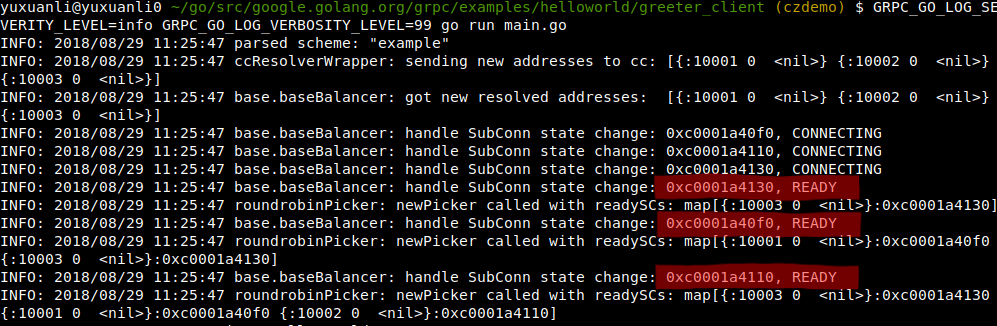 yuxuanli@yuxuanli0 ~/go/src/google.golang.org/grpc/examples/helloworld/greeter_client (czdemo) $ GRPC_GO_LOG_SE
VERITY_LEVEL=info GRPC_GO_LOG_VERBOSITY_LEVEL=99 go run main.go
INFO: 2018/08/29 11:25:47 parsed scheme: "example"
INFO: 2018/08/29 11:25:47 ccResolverWrapper: sending new addresses to cc: [{:10001 0  <nil>} {:10002 0  <nil>}
{:10003 0  <nil>}]
INFO: 2018/08/29 11:25:47 base.baseBalancer: got new resolved addresses:  [{:10001 0  <nil>} {:10002 0  <nil>}
{:10003 0  <nil>}]
INFO: 2018/08/29 11:25:47 base.baseBalancer: handle SubConn state change: 0xc0001a40f0, CONNECTING
INFO: 2018/08/29 11:25:47 base.baseBalancer: handle SubConn state change: 0xc0001a4110, CONNECTING
INFO: 2018/08/29 11:25:47 base.baseBalancer: handle SubConn state change: 0xc0001a4130, CONNECTING
INFO: 2018/08/29 11:25:47 base.baseBalancer: handle SubConn state change: 0xc0001a4130, READY
INFO: 2018/08/29 11:25:47 roundrobinPicker: newPicker called with readySCs: map[{:10003 0  <nil>}:0xc0001a4130]
INFO: 2018/08/29 11:25:47 base.baseBalancer: handle SubConn state change: 0xc0001a40f0, READY
INFO: 2018/08/29 11:25:47 roundrobinPicker: newPicker called with readySCs: map[{:10001 0  <nil>}:0xc0001a40f0
{:10003 0  <nil>}:0xc0001a4130]
INFO: 2018/08/29 11:25:47 base.baseBalancer: handle SubConn state change: 0xc0001a4110, READY
INFO: 2018/08/29 11:25:47 roundrobinPicker: newPicker called with readySCs: map[{:10003 0  <nil>}:0xc0001a4130
{:10001 0  <nil>}:0xc0001a40f0 {:10002 0  <nil>}:0xc0001a4110]